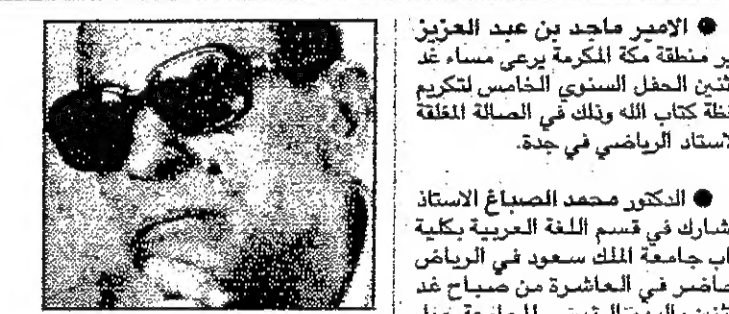 ● الامير ماجد بن عبد العزيز
ير منطقة مكة المكرمة يرعى مساء غد
ثنين الحفل السنوي الخامس لتكريم
ظة كتاب الله وذلك في الصالة المغلقة
لاستاد الرياضي في جدة.
● الدكتور محمد الصباغ الاستاذ
شارك في قسم اللغة العربية بكلية
اب جامعة الملك سعود في الرياض
حاضر في العاشرة من صباح غد